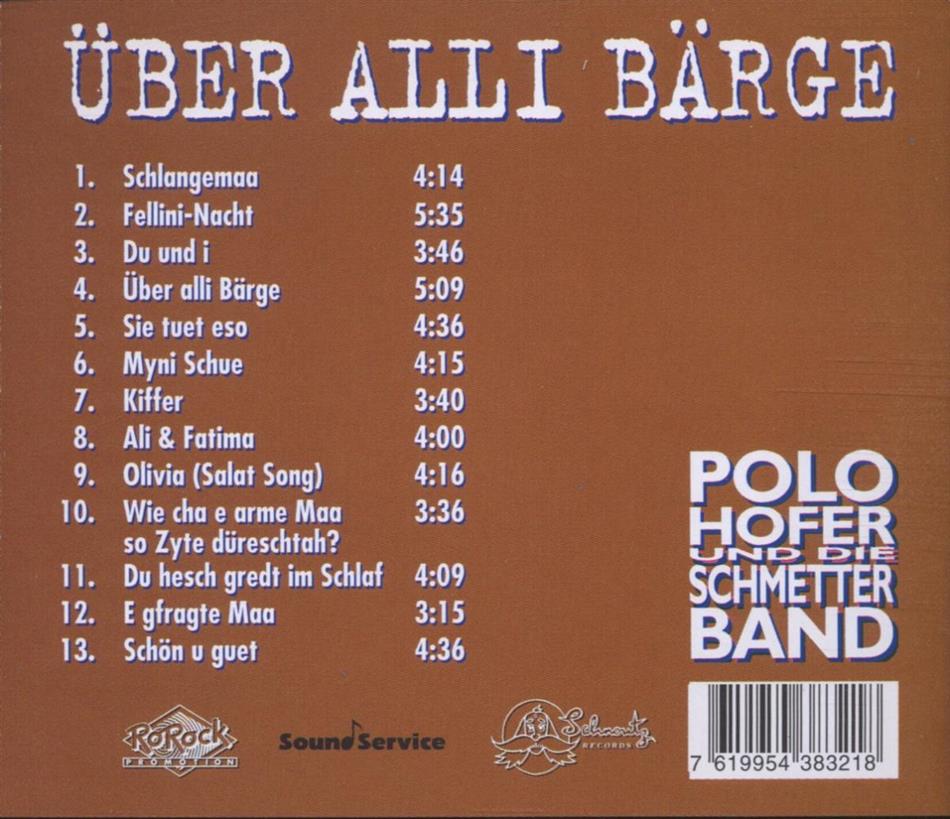 ÜBER ALLI BÄRGE
1. Schlangemaa 4:14
2. Fellini-Nacht 5:35
3. Du und i 3:46
4. Über alli Bärge 5:09
5. Sie tuet eso 4:36
6. Myni Schue 4:15
7. Kiffer 3:40
8. Ali & Fatima 4:00
9. Olivia (Salat Song) 4:16
10. Wie cha e arme Maa 3:36
so Zyte düreschtah?
11. Du hesch gredt im Schlaf 4:09
12. E gfragte Maa 3:15
13. Schön u guet 4:36
POLO
HOFER
UND DIE
SCHMETTER
BAND
RoRock
PROMOTION
SoundService
Schnoutz
RECORDS
7 619954 383218